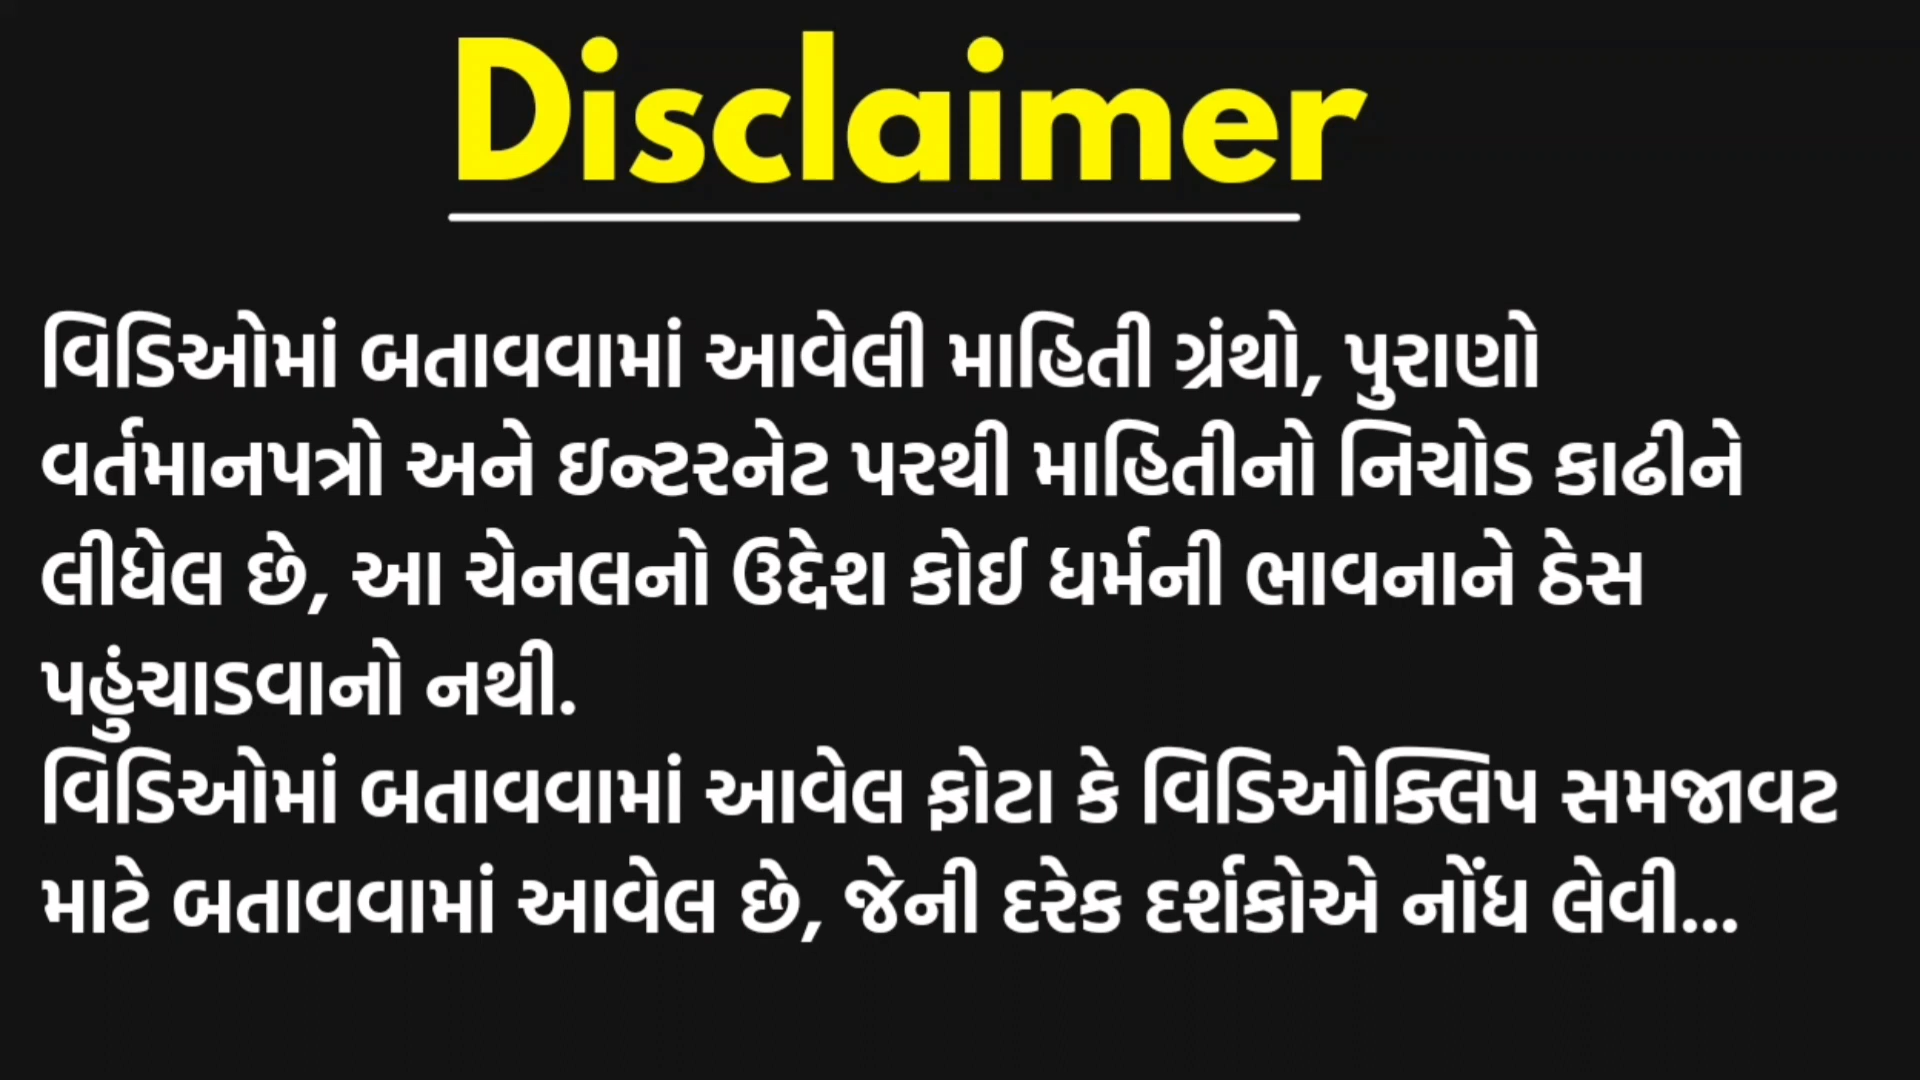 Disclaimer
વિડિઓમાં બતાવવામાં આવેલી માહિતી ગ્રંથો, પુરાણો
વર્તમાનપત્રો અને ઇન્ટરનેટ પરથી માહિતીનો નિચોડ કાઢીને
લીધેલ છે, આ ચેનલનો ઉદ્દેશ કોઈ ધર્મની ભાવનાને ઠેસ
પહુંચાડવાનો નથી.
વિડિઓમાં બતાવવામાં આવેલ ફોટા કે વિડિઓક્લિપ સમજાવટ
માટે બતાવવામાં આવેલ છે, જેની દરેક દર્શકોએ નોંધ લેવી...